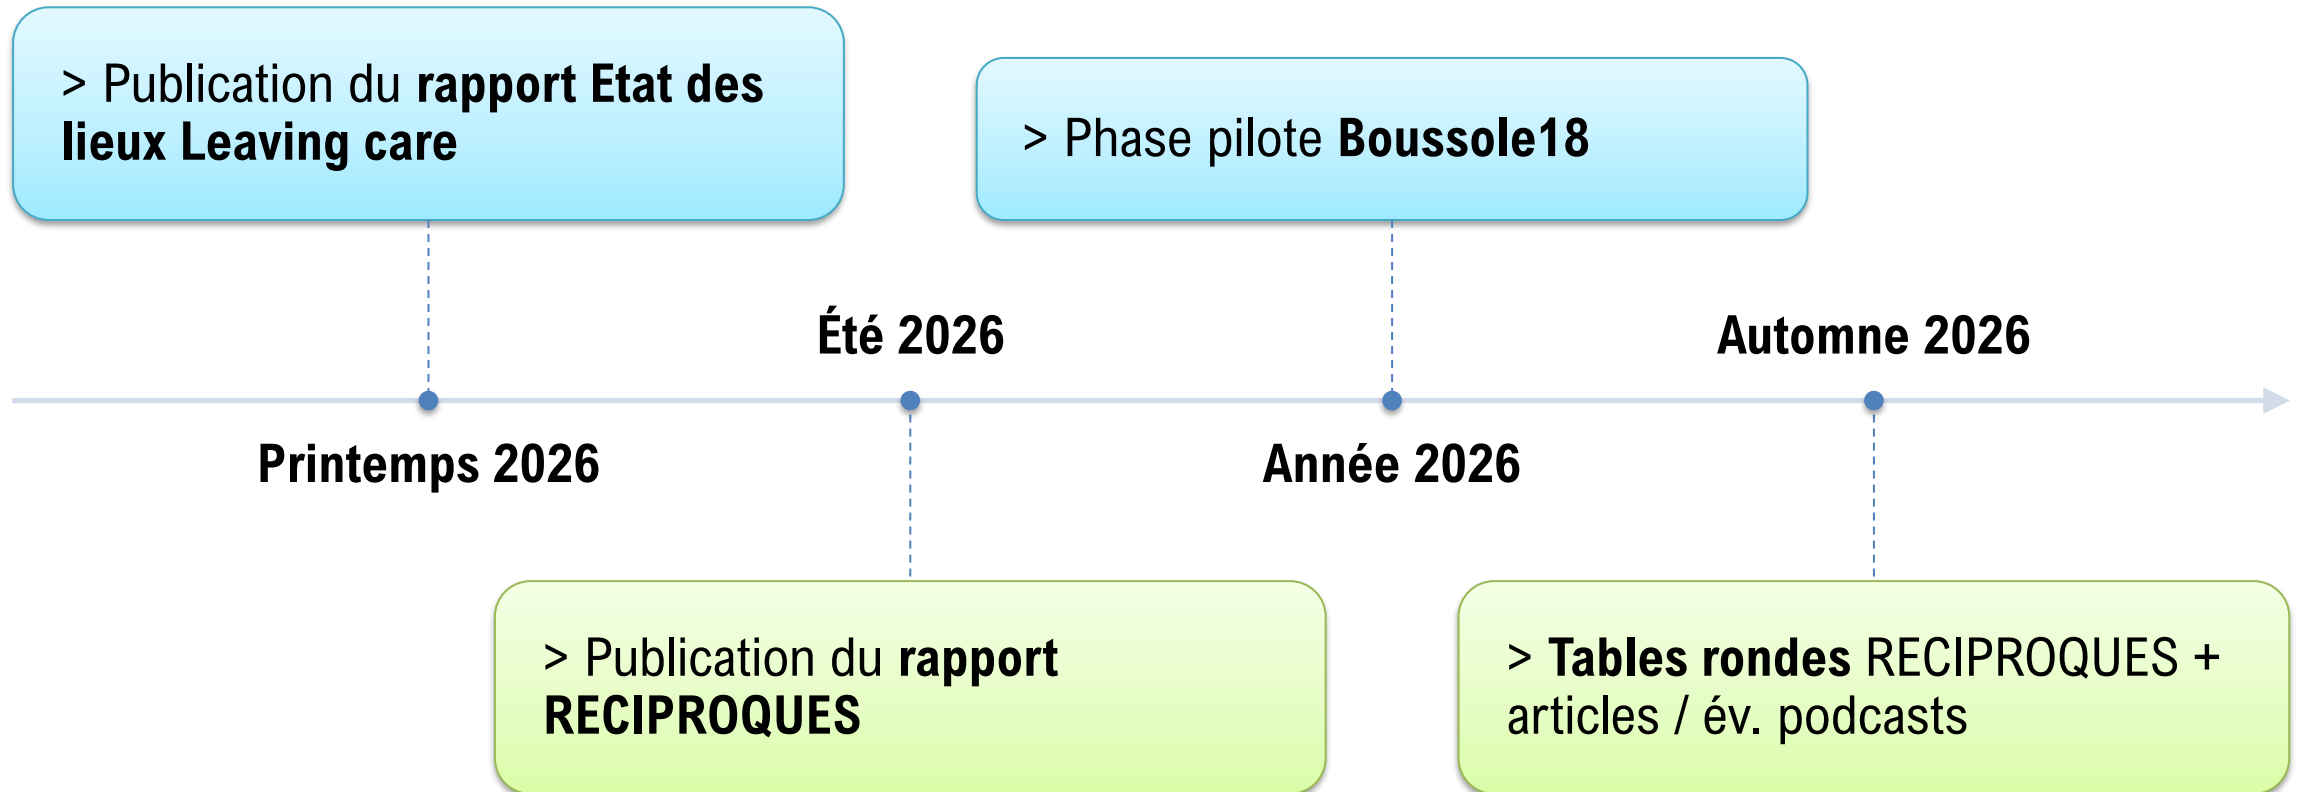 > Publication du rapport Etat des
lieux Leaving care
> Phase pilote Boussole18
Été 2026
Automne 2026
Printemps 2026
Année 2026
> Publication du rapport
RECIPROQUES
> Tables rondes RECIPROQUES +
articles / év. podcasts